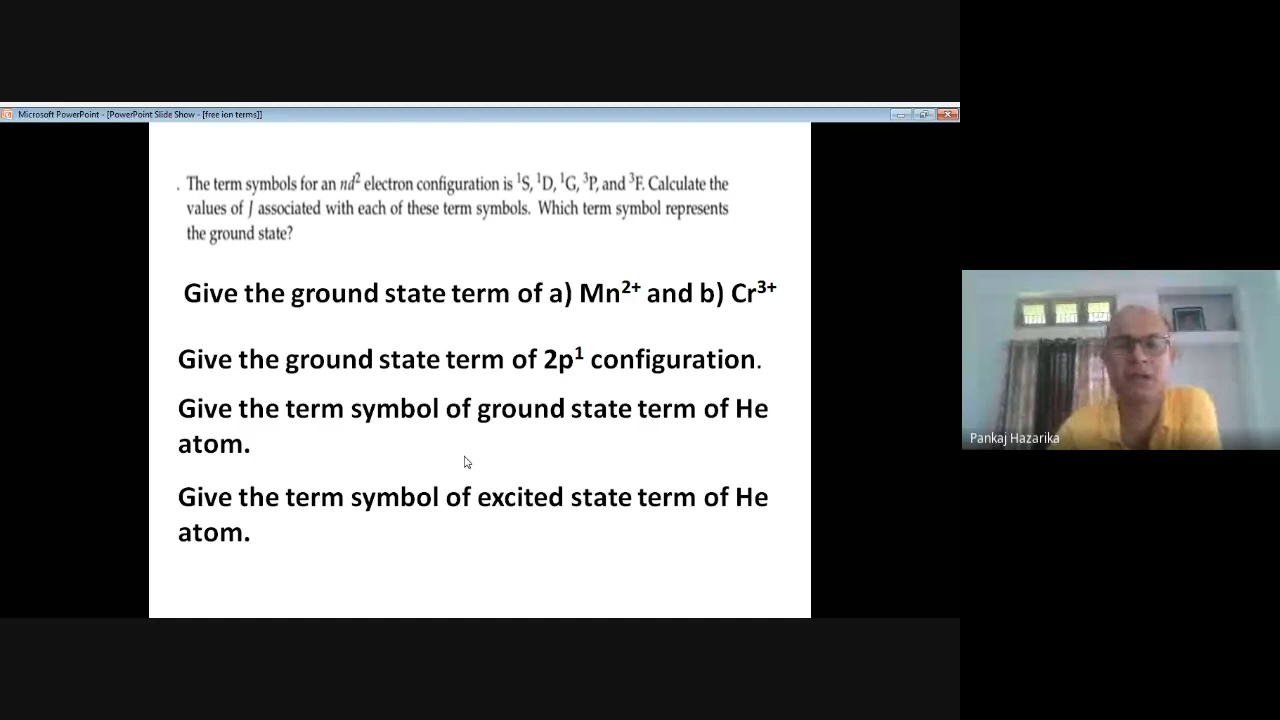 Microsoft PowerPoint - [PowerPoint Slide Show - [free ion terms]]
. The term symbols for an nd² electron configuration is ¹S, ¹D, ¹G, ³P, and ³F. Calculate the
values of J associated with each of these term symbols. Which term symbol represents
the ground state?
Give the ground state term of a) Mn²⁺ and b) Cr³⁺
Give the ground state term of 2p¹ configuration.
Give the term symbol of ground state term of He
atom.
Pankaj Hazarika
Give the term symbol of excited state term of He
atom.